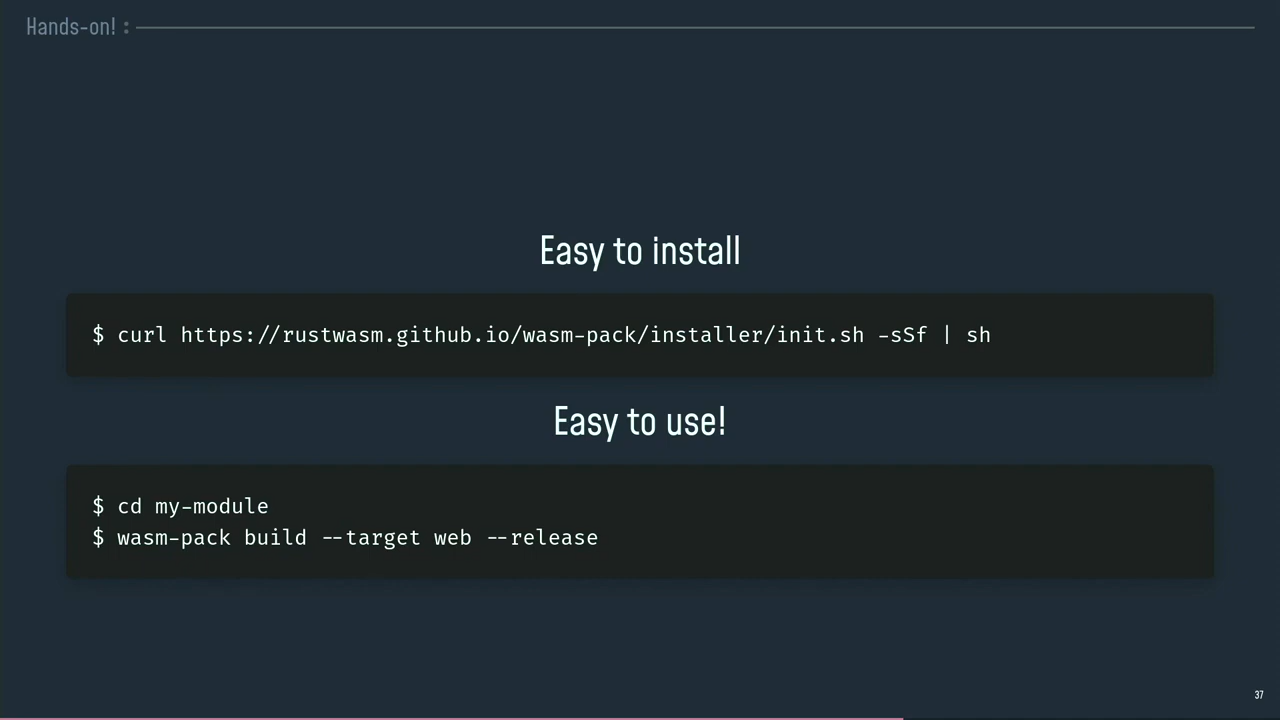 Hands-on! :
Easy to install
$ curl https://rustwasm.github.io/wasm-pack/installer/init.sh -sSf | sh
Easy to use!
$ cd my-module
$ wasm-pack build --target web --release
37